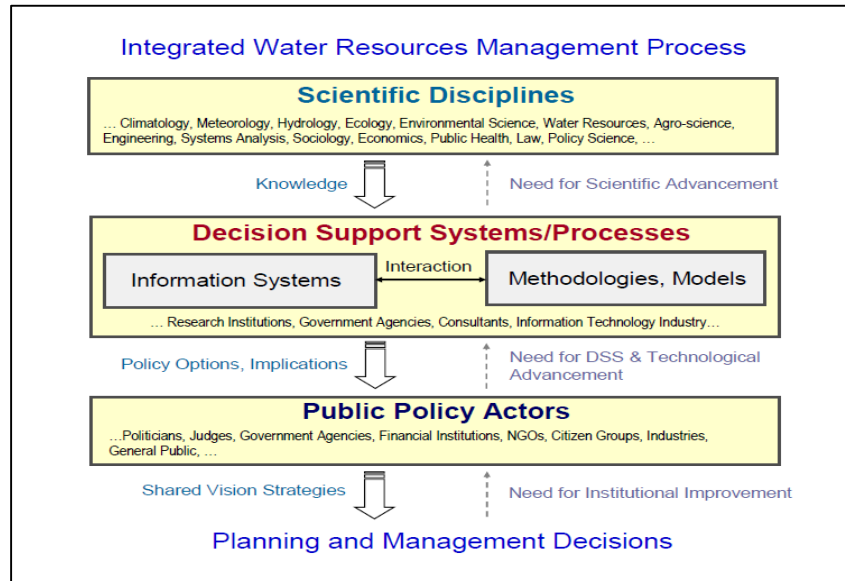 Integrated Water Resources Management Process
Scientific Disciplines
… Climatology, Meteorology, Hydrology, Ecology, Environmental Science, Water Resources, Agro-science,
Engineering, Systems Analysis, Sociology, Economics, Public Health, Law, Policy Science, …
Knowledge
Need for Scientific Advancement
Decision Support Systems/Processes
Information Systems
Interaction
Methodologies, Models
… Research Institutions, Government Agencies, Consultants, Information Technology Industry…
Policy Options, Implications
Need for DSS & Technological
Advancement
Public Policy Actors
…Politicians, Judges, Government Agencies, Financial Institutions, NGOs, Citizen Groups, Industries,
General Public, …
Shared Vision Strategies
Need for Institutional Improvement
Planning and Management Decisions